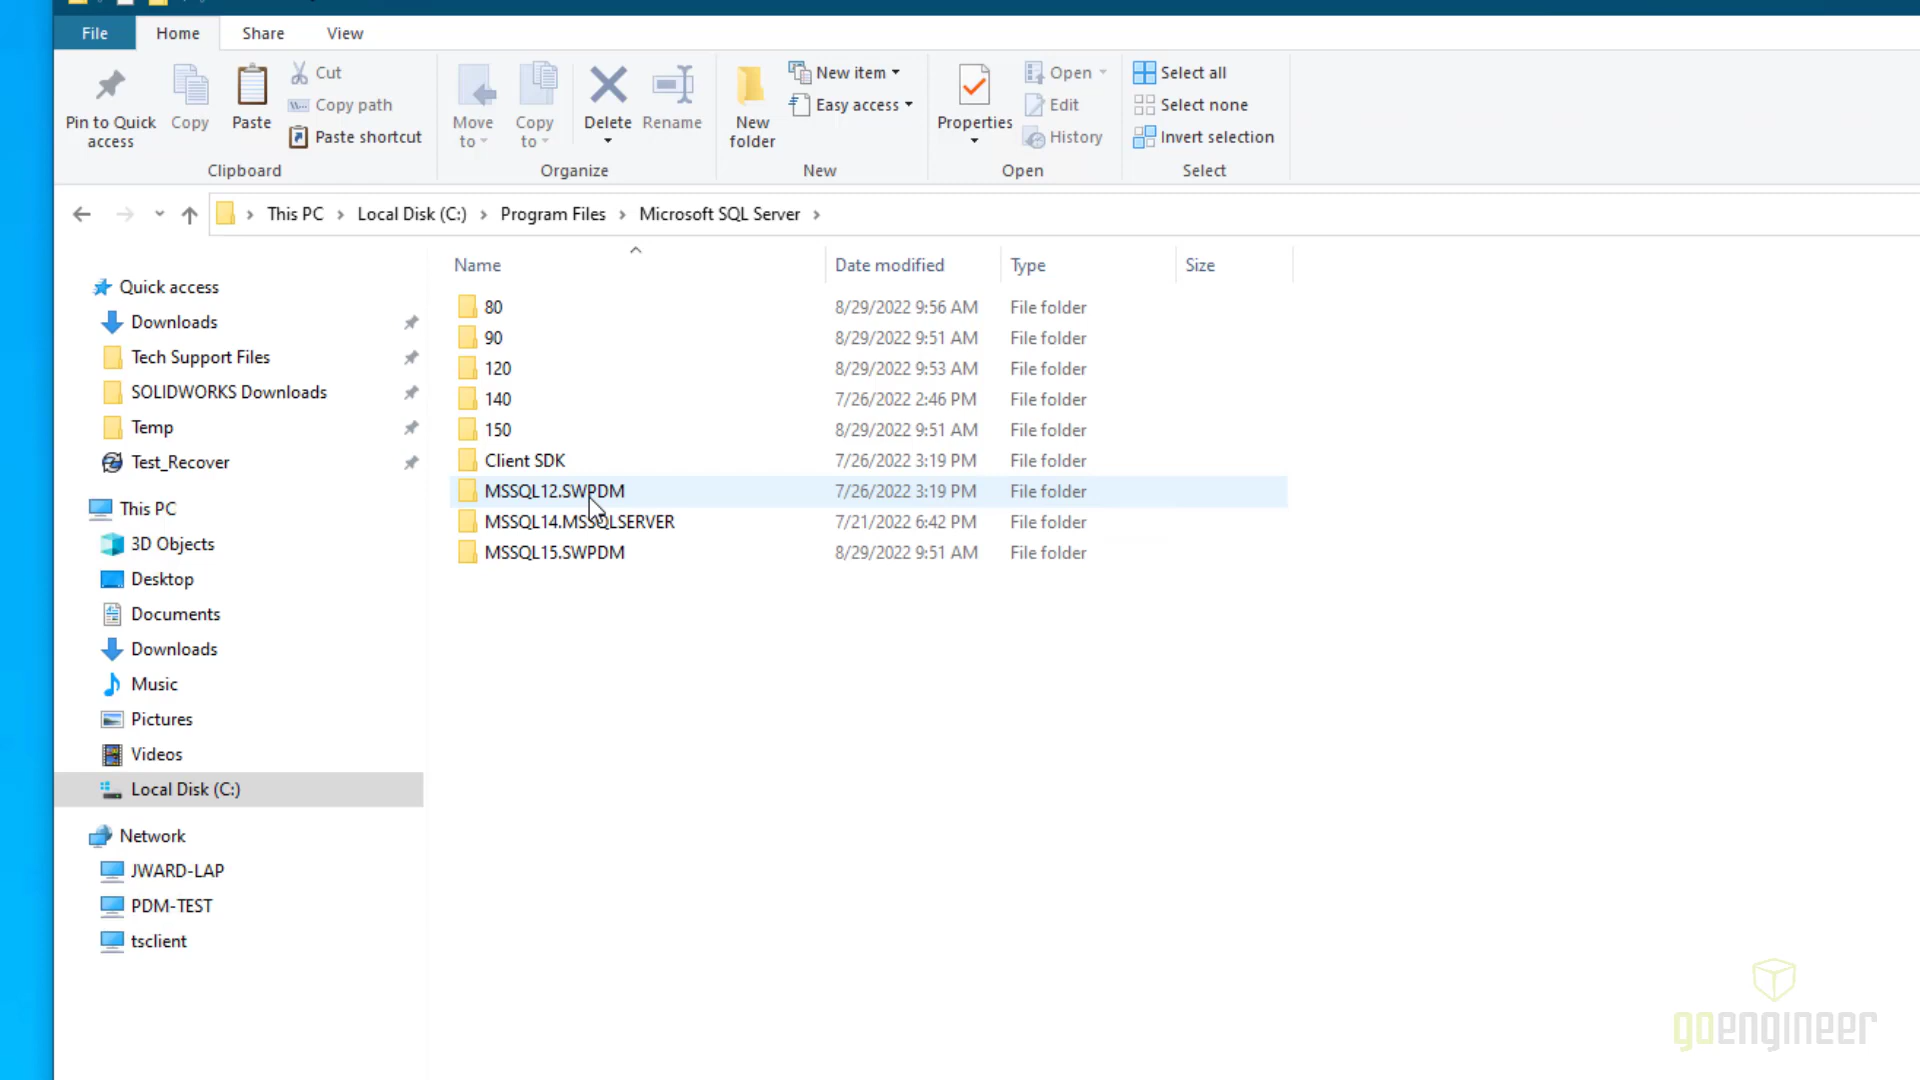 File Home Share View
Pin to Quick access
Copy
Paste
Cut
Copy path
Paste shortcut
Clipboard
Move to
Copy to
Delete
Rename
Organize
New folder
New item
Easy access
New
Properties
Open
Edit
History
Open
Select all
Select none
Invert selection
Select
This PC > Local Disk (C:) > Program Files > Microsoft SQL Server >
Quick access
Downloads
Tech Support Files
SOLIDWORKS Downloads
Temp
Test_Recover
This PC
3D Objects
Desktop
Documents
Downloads
Music
Pictures
Videos
Local Disk (C:)
Network
JWARD-LAP
PDM-TEST
tsclient
Name Date modified Type Size
80 8/29/2022 9:56 AM File folder
90 8/29/2022 9:51 AM File folder
120 8/29/2022 9:53 AM File folder
140 7/26/2022 2:46 PM File folder
150 8/29/2022 9:51 AM File folder
Client SDK 7/26/2022 3:19 PM File folder
MSSQL12.SWPDM 7/26/2022 3:19 PM File folder
MSSQL14.MSSQLSERVER 7/21/2022 6:42 PM File folder
MSSQL15.SWPDM 8/29/2022 9:51 AM File folder
goengineer